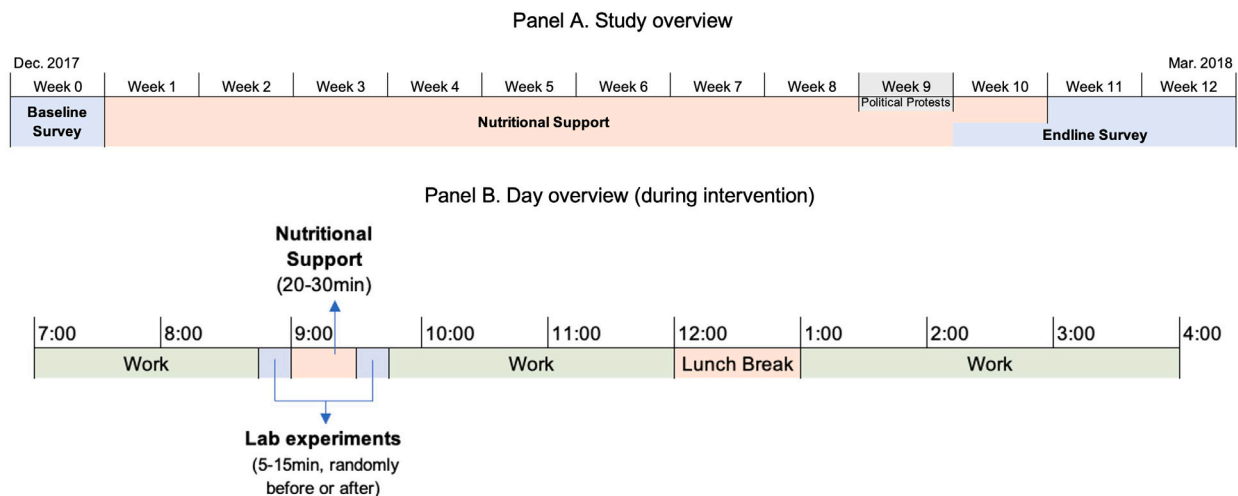 Panel A. Study overview
Dec. 2017 Mar. 2018
Week 0 Week 1 Week 2 Week 3 Week 4 Week 5 Week 6 Week 7 Week 8 Week 9 Week 10 Week 11 Week 12
Political Protests
Baseline
Survey
Nutritional Support
Endline Survey
Panel B. Day overview (during intervention)
Nutritional
Support
(20-30min)
7:00 8:00 9:00 10:00 11:00 12:00 1:00 2:00 3:00 4:00
Work Work Lunch Break Work
Lab experiments
(5-15min, randomly
before or after)